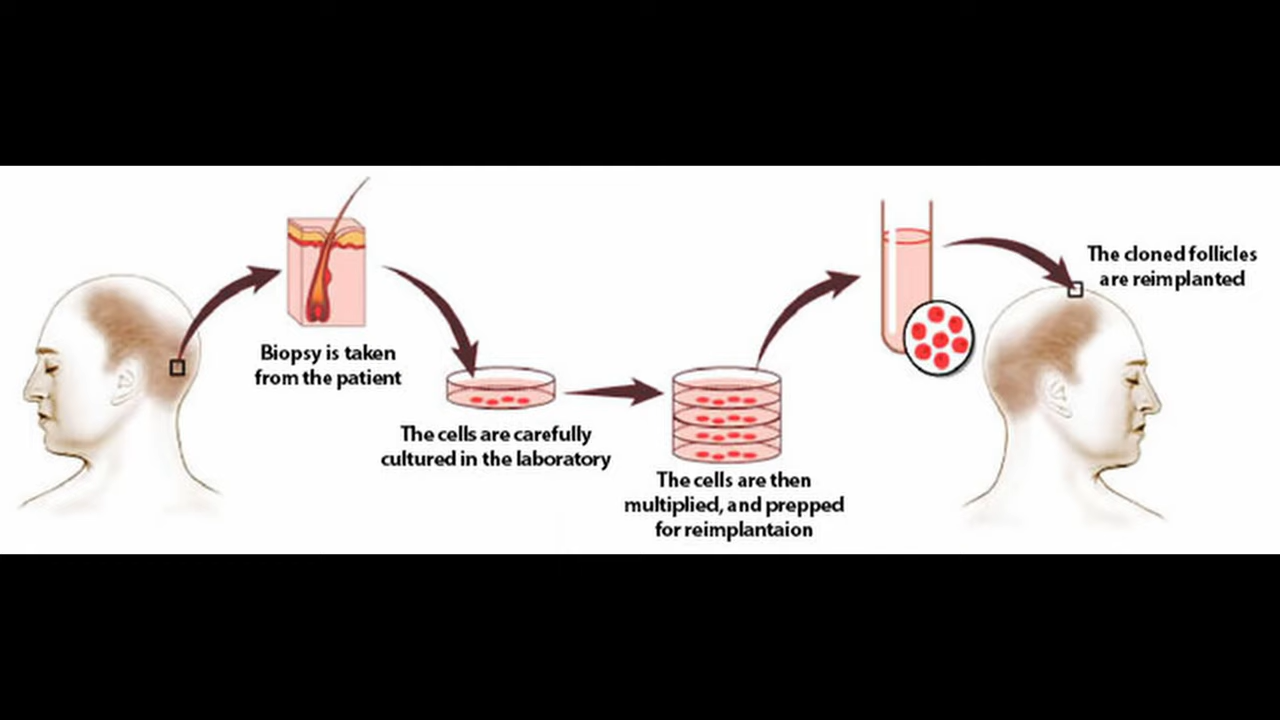 Biopsy is taken
from the patient
The cells are carefully
cultured in the laboratory
The cells are then
multiplied, and prepped
for reimplantaion
The cloned follicles
are reimplanted